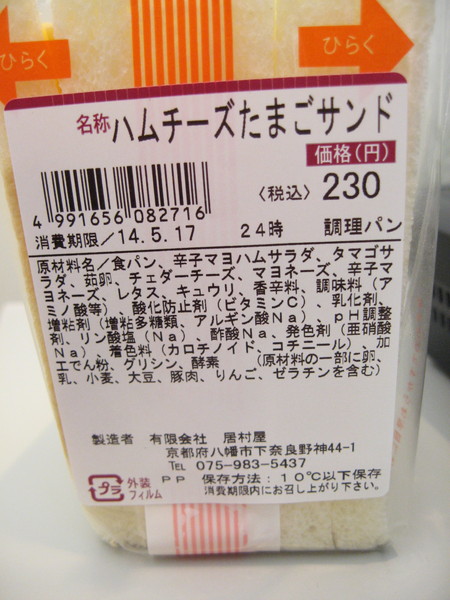 ひらく
ひらく
名称 ハムチーズたまごサンド
価格(円)
〈税込〉 230
4 991656 082716
消費期限/14.5.17 24時 調理パン
原材料名/食パン、辛子マヨハムサラダ、タマゴサ
ラダ、茹卵、チェダーチーズ、マヨネーズ、辛子マ
ヨネーズ、レタス、キュウリ、香辛料、調味料(ア
ミノ酸等) 酸化防止剤(ビタミンC)、乳化剤、
増粘剤(増粘多糖類、アルギン酸Na)、pH調整
剤、リン酸塩(Na)、酢酸Na、発色剤(亜硝酸
Na)、着色料(カロチノイド、コチニール)、加
工でん粉、グリシン、酵素 (原材料の一部に卵、
乳、小麦、大豆、豚肉、りんご、ゼラチンを含む)
製造者 有限会社 居村屋
京都府八幡市下奈良野神44-1
TEL 075-983-5437
プラ 外装 PP 保存方法:10℃以下保存
フィルム 消費期限内にお召し上がり下さい。